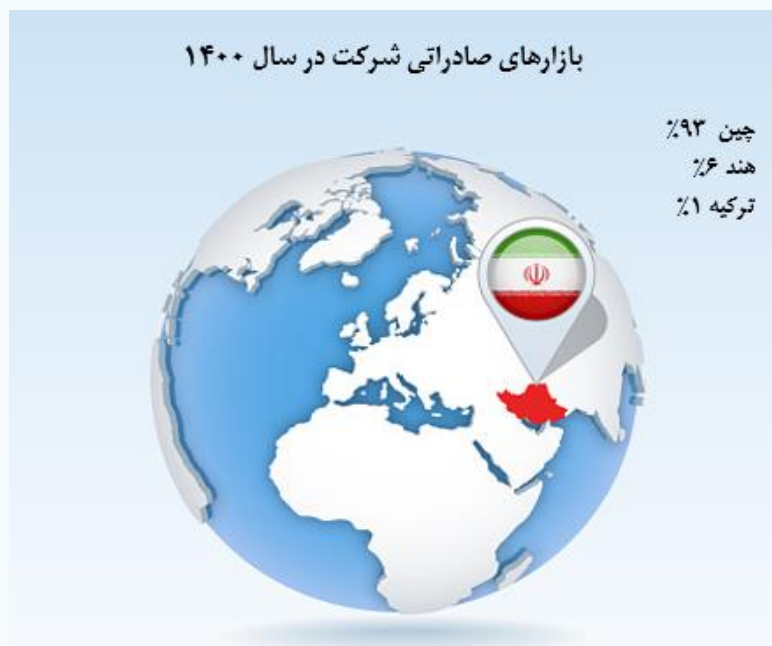 بازارهای صادراتی شرکت در سال ۱۴۰۰
چین ۹۳٪
هند ۶٪
ترکیه ۱٪